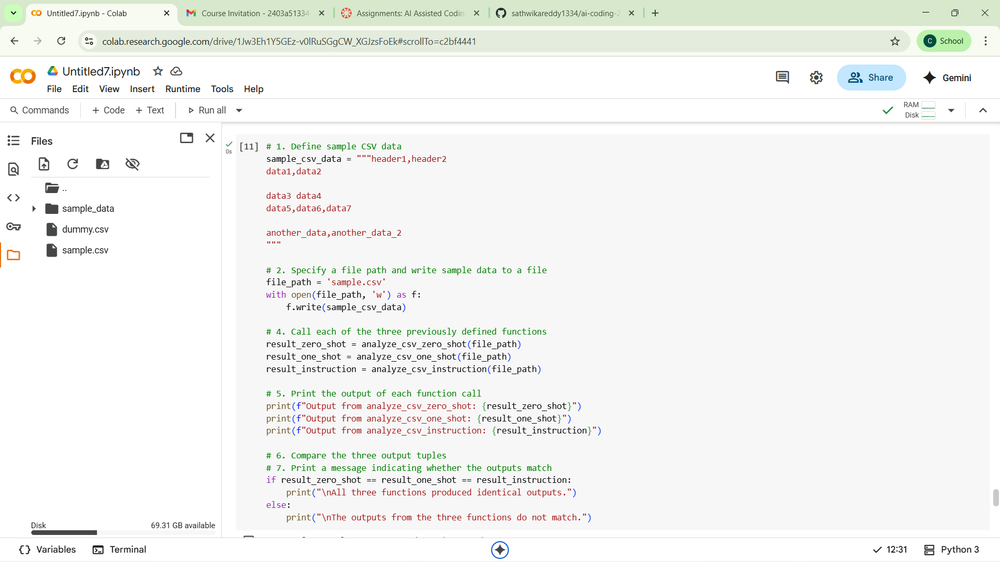 Untitled7.ipynb - Colab
Course Invitation - 2403a51334
Assignments: AI Assisted Codin
sathwikareddy1334/ai-coding-2
colab.research.google.com/drive/1Jw3Eh1Y5GEz-v0lRuSGgCW_XGJzsFoEk#scrollTo=c2bf4441
C School
CO Untitled7.ipynb
File Edit View Insert Runtime Tools Help
Share
Gemini
Commands + Code + Text Run all
RAM
Disk
Files
..
sample_data
dummy.csv
sample.csv
Disk 69.31 GB available
0s
[11] # 1. Define sample CSV data
sample_csv_data = """header1,header2
data1,data2
data3 data4
data5,data6,data7
another_data,another_data_2
"""
# 2. Specify a file path and write sample data to a file
file_path = 'sample.csv'
with open(file_path, 'w') as f:
    f.write(sample_csv_data)
# 4. Call each of the three previously defined functions
result_zero_shot = analyze_csv_zero_shot(file_path)
result_one_shot = analyze_csv_one_shot(file_path)
result_instruction = analyze_csv_instruction(file_path)
# 5. Print the output of each function call
print(f"Output from analyze_csv_zero_shot: {result_zero_shot}")
print(f"Output from analyze_csv_one_shot: {result_one_shot}")
print(f"Output from analyze_csv_instruction: {result_instruction}")
# 6. Compare the three output tuples
# 7. Print a message indicating whether the outputs match
if result_zero_shot == result_one_shot == result_instruction:
    print("\nAll three functions produced identical outputs.")
else:
    print("\nThe outputs from the three functions do not match.")
{} Variables Terminal
12:31 Python 3